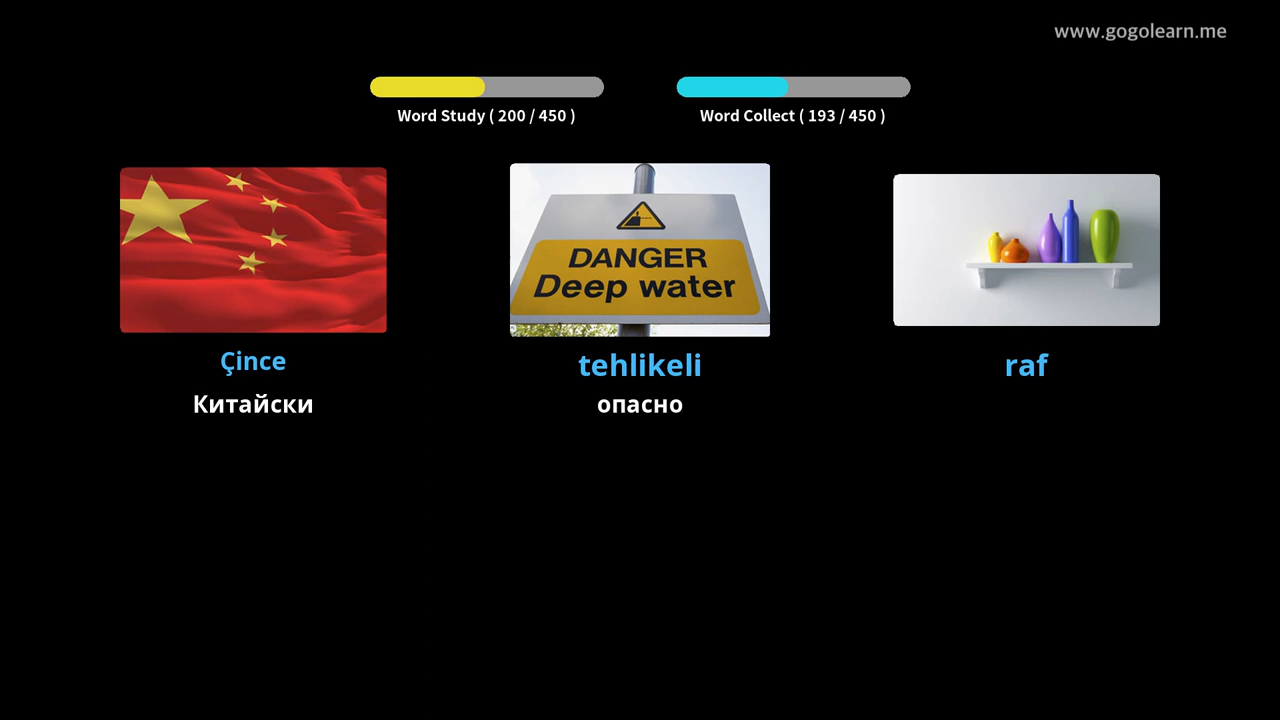 www.gogolearn.me
Word Study ( 200 / 450 )
Word Collect ( 193 / 450 )
DANGER
Deep water
Çince
tehlikeli
raf
Китайски
опасно